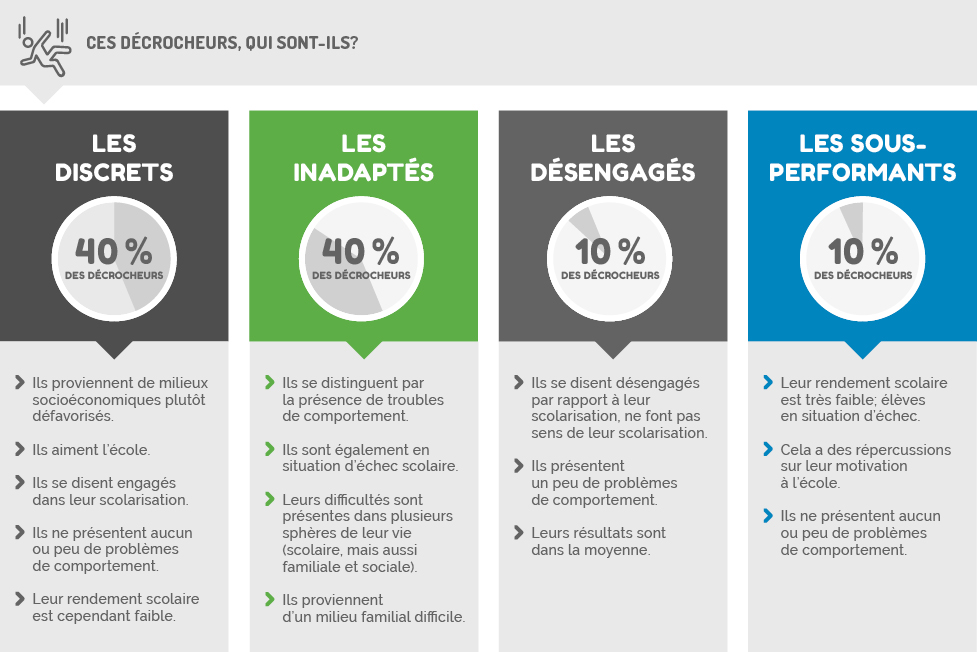 CES DÉCROCHEURS, QUI SONT-ILS?
LES
DISCRETS
40 %
DES DÉCROCHEURS
Ils proviennent de milieux
socioéconomiques plutôt
défavorisés.
Ils aiment l'école.
Ils se disent engagés
dans leur scolarisation.
Ils ne présentent aucun
ou peu de problèmes
de comportement.
Leur rendement scolaire
est cependant faible.
LES
INADAPTÉS
40 %
DES DÉCROCHEURS
Ils se distinguent par
la présence de troubles
de comportement.
Ils sont également en
situation d'échec scolaire.
Leurs difficultés sont
présentes dans plusieurs
sphères de leur vie
(scolaire, mais aussi
familiale et sociale).
Ils proviennent
d'un milieu familial difficile.
LES
DÉSENGAGÉS
10 %
DES DÉCROCHEURS
Ils se disent désengagés
par rapport à leur
scolarisation, ne font pas
sens de leur scolarisation.
Ils présentent
un peu de problèmes
de comportement.
Leurs résultats sont
dans la moyenne.
LES SOUS-
PERFORMANTS
10 %
DES DÉCROCHEURS
Leur rendement scolaire
est très faible; élèves
en situation d'échec.
Cela a des répercussions
sur leur motivation
à l'école.
Ils ne présentent aucun
ou peu de problèmes
de comportement.